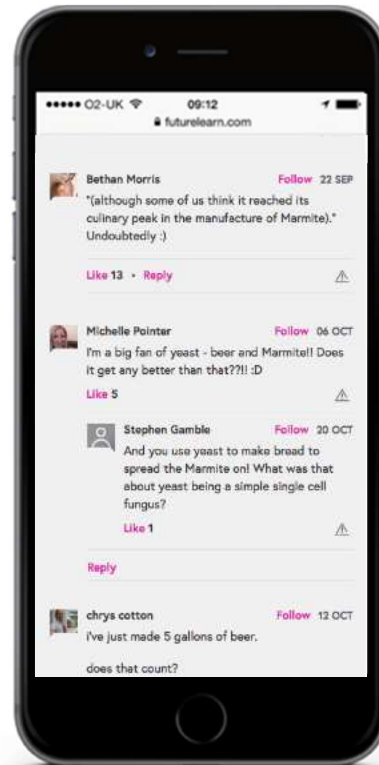 ●●●●● O2-UK 09:12
futurelearn.com
Bethan Morris Follow 22 SEP
"(although some of us think it reached its
culinary peak in the manufacture of Marmite)."
Undoubtedly :)
Like 13 • Reply
Michelle Pointer Follow 06 OCT
I'm a big fan of yeast - beer and Marmite!! Does
it get any better than that??!! :D
Like 5
Stephen Gamble Follow 20 OCT
And you use yeast to make bread to
spread the Marmite on! What was that
about yeast being a simple single cell
fungus?
Like 1
Reply
chrys cotton Follow 12 OCT
i've just made 5 gallons of beer.
does that count?